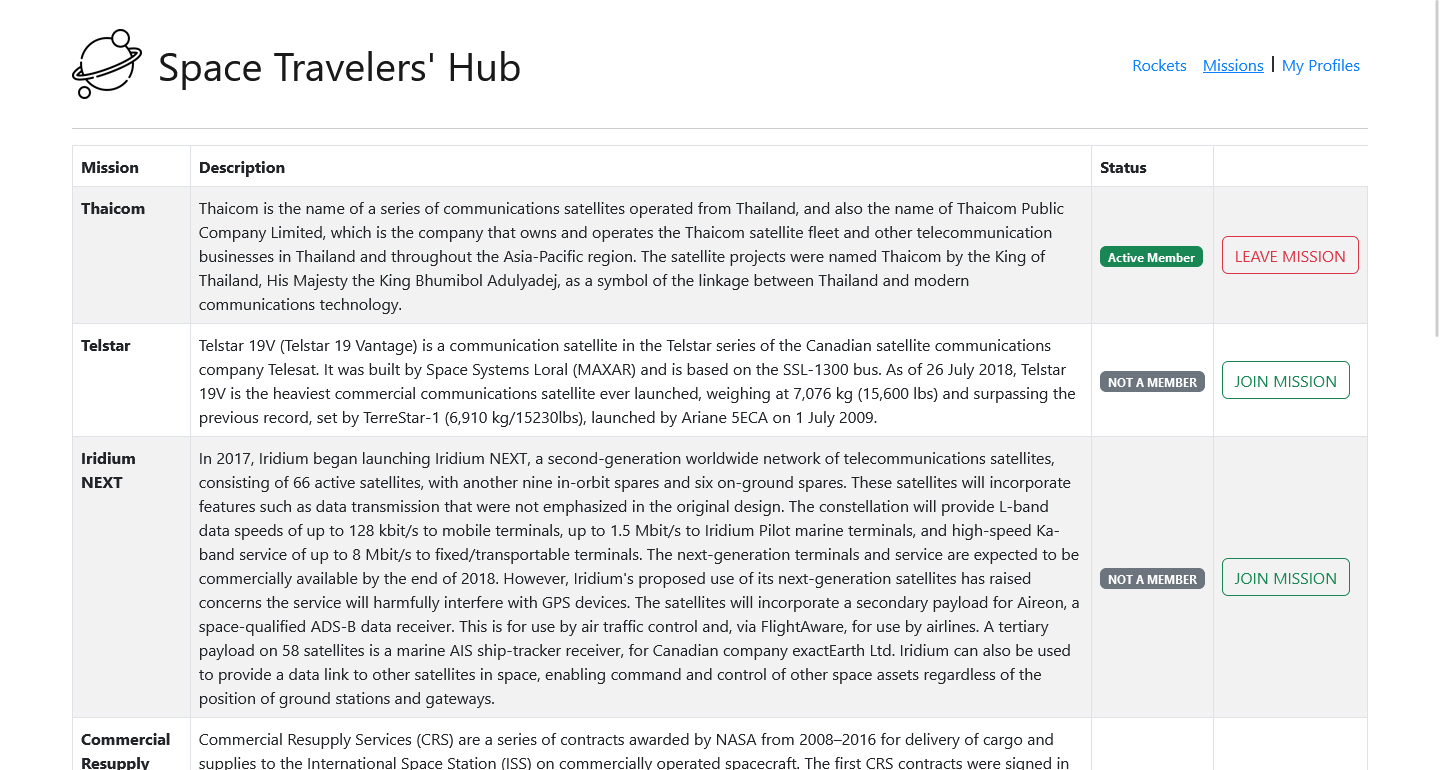 Space Travelers' Hub
Rockets Missions | My Profiles
Mission Description Status
Thaicom
Thaicom is the name of a series of communications satellites operated from Thailand, and also the name of Thaicom Public
Company Limited, which is the company that owns and operates the Thaicom satellite fleet and other telecommunication
businesses in Thailand and throughout the Asia-Pacific region. The satellite projects were named Thaicom by the King of
Thailand, His Majesty the King Bhumibol Adulyadej, as a symbol of the linkage between Thailand and modern
communications technology.
Active Member
LEAVE MISSION
Telstar
Telstar 19V (Telstar 19 Vantage) is a communication satellite in the Telstar series of the Canadian satellite communications
company Telesat. It was built by Space Systems Loral (MAXAR) and is based on the SSL-1300 bus. As of 26 July 2018, Telstar
19V is the heaviest commercial communications satellite ever launched, weighing at 7,076 kg (15,600 lbs) and surpassing the
previous record, set by TerreStar-1 (6,910 kg/15230lbs), launched by Ariane 5ECA on 1 July 2009.
NOT A MEMBER
JOIN MISSION
Iridium
NEXT
In 2017, Iridium began launching Iridium NEXT, a second-generation worldwide network of telecommunications satellites,
consisting of 66 active satellites, with another nine in-orbit spares and six on-ground spares. These satellites will incorporate
features such as data transmission that were not emphasized in the original design. The constellation will provide L-band
data speeds of up to 128 kbit/s to mobile terminals, up to 1.5 Mbit/s to Iridium Pilot marine terminals, and high-speed Ka-
band service of up to 8 Mbit/s to fixed/transportable terminals. The next-generation terminals and service are expected to be
commercially available by the end of 2018. However, Iridium's proposed use of its next-generation satellites has raised
concerns the service will harmfully interfere with GPS devices. The satellites will incorporate a secondary payload for Aireon, a
space-qualified ADS-B data receiver. This is for use by air traffic control and, via FlightAware, for use by airlines. A tertiary
payload on 58 satellites is a marine AIS ship-tracker receiver, for Canadian company exactEarth Ltd. Iridium can also be used
to provide a data link to other satellites in space, enabling command and control of other space assets regardless of the
position of ground stations and gateways.
NOT A MEMBER
JOIN MISSION
Commercial
Resupply
Commercial Resupply Services (CRS) are a series of contracts awarded by NASA from 2008–2016 for delivery of cargo and
supplies to the International Space Station (ISS) on commercially operated spacecraft. The first CRS contracts were signed in